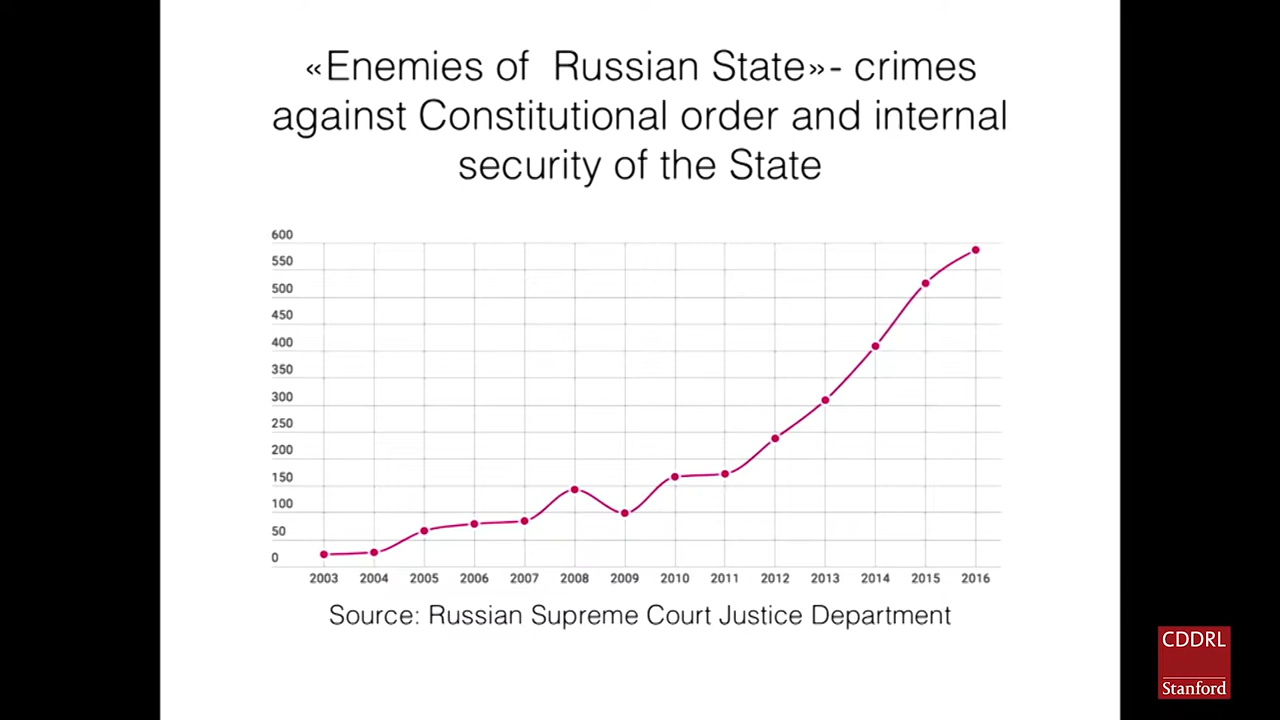 «Enemies of Russian State»- crimes
against Constitutional order and internal
security of the State
600
550
500
450
400
350
300
250
200
150
100
50
0
2003 2004 2005 2006 2007 2008 2009 2010 2011 2012 2013 2014 2015 2016
Source: Russian Supreme Court Justice Department
CDDRL
Stanford